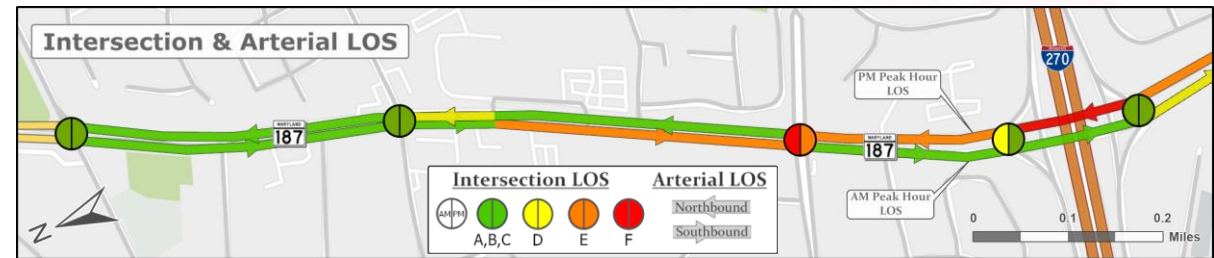 Intersection & Arterial LOS
INTERSTATE
270
PM Peak Hour
LOS
MARYLAND
187
MARYLAND
187
AM Peak Hour
LOS
N
Intersection LOS
AM PM
A,B,C
D
E
F
Arterial LOS
Northbound
Southbound
0 0.1 0.2
Miles